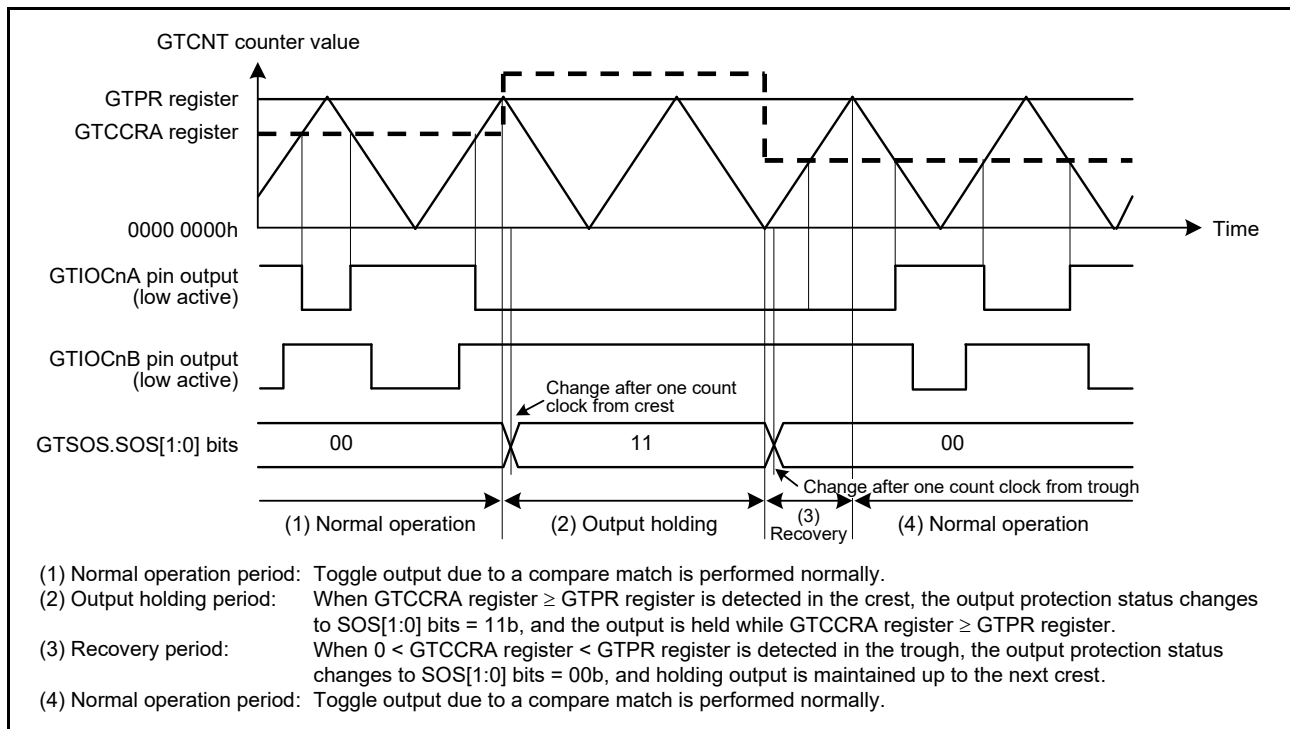 GTCNT counter value
GTPR register
GTCCRA register
0000 0000h
Time
GTIOCnA pin output
(low active)
GTIOCnB pin output
(low active)
Change after one count
clock from crest
GTSOS.SOS[1:0] bits
00
11
00
Change after one count clock from trough
(1) Normal operation
(2) Output holding
(3)
Recovery
(4) Normal operation
(1) Normal operation period: Toggle output due to a compare match is performed normally.
(2) Output holding period: When GTCCRA register ≥ GTPR register is detected in the crest, the output protection status changes
to SOS[1:0] bits = 11b, and the output is held while GTCCRA register ≥ GTPR register.
(3) Recovery period: When 0 < GTCCRA register < GTPR register is detected in the trough, the output protection status
changes to SOS[1:0] bits = 00b, and holding output is maintained up to the next crest.
(4) Normal operation period: Toggle output due to a compare match is performed normally.